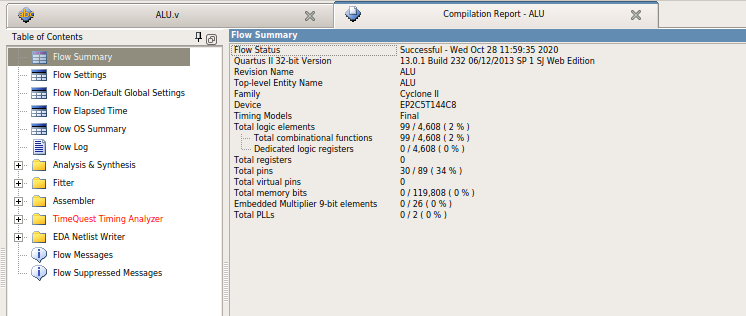 ALU.v
Compilation Report - ALU
Table of Contents
Flow Summary
Flow Settings
Flow Non-Default Global Settings
Flow Elapsed Time
Flow OS Summary
Flow Log
Analysis & Synthesis
Fitter
Assembler
TimeQuest Timing Analyzer
EDA Netlist Writer
Flow Messages
Flow Suppressed Messages
Flow Summary
Flow Status Successful - Wed Oct 28 11:59:35 2020
Quartus II 32-bit Version 13.0.1 Build 232 06/12/2013 SP 1 SJ Web Edition
Revision Name ALU
Top-level Entity Name ALU
Family Cyclone II
Device EP2C5T144C8
Timing Models Final
Total logic elements 99 / 4,608 ( 2 % )
Total combinational functions 99 / 4,608 ( 2 % )
Dedicated logic registers 0 / 4,608 ( 0 % )
Total registers 0
Total pins 30 / 89 ( 34 % )
Total virtual pins 0
Total memory bits 0 / 119,808 ( 0 % )
Embedded Multiplier 9-bit elements 0 / 26 ( 0 % )
Total PLLs 0 / 2 ( 0 % )